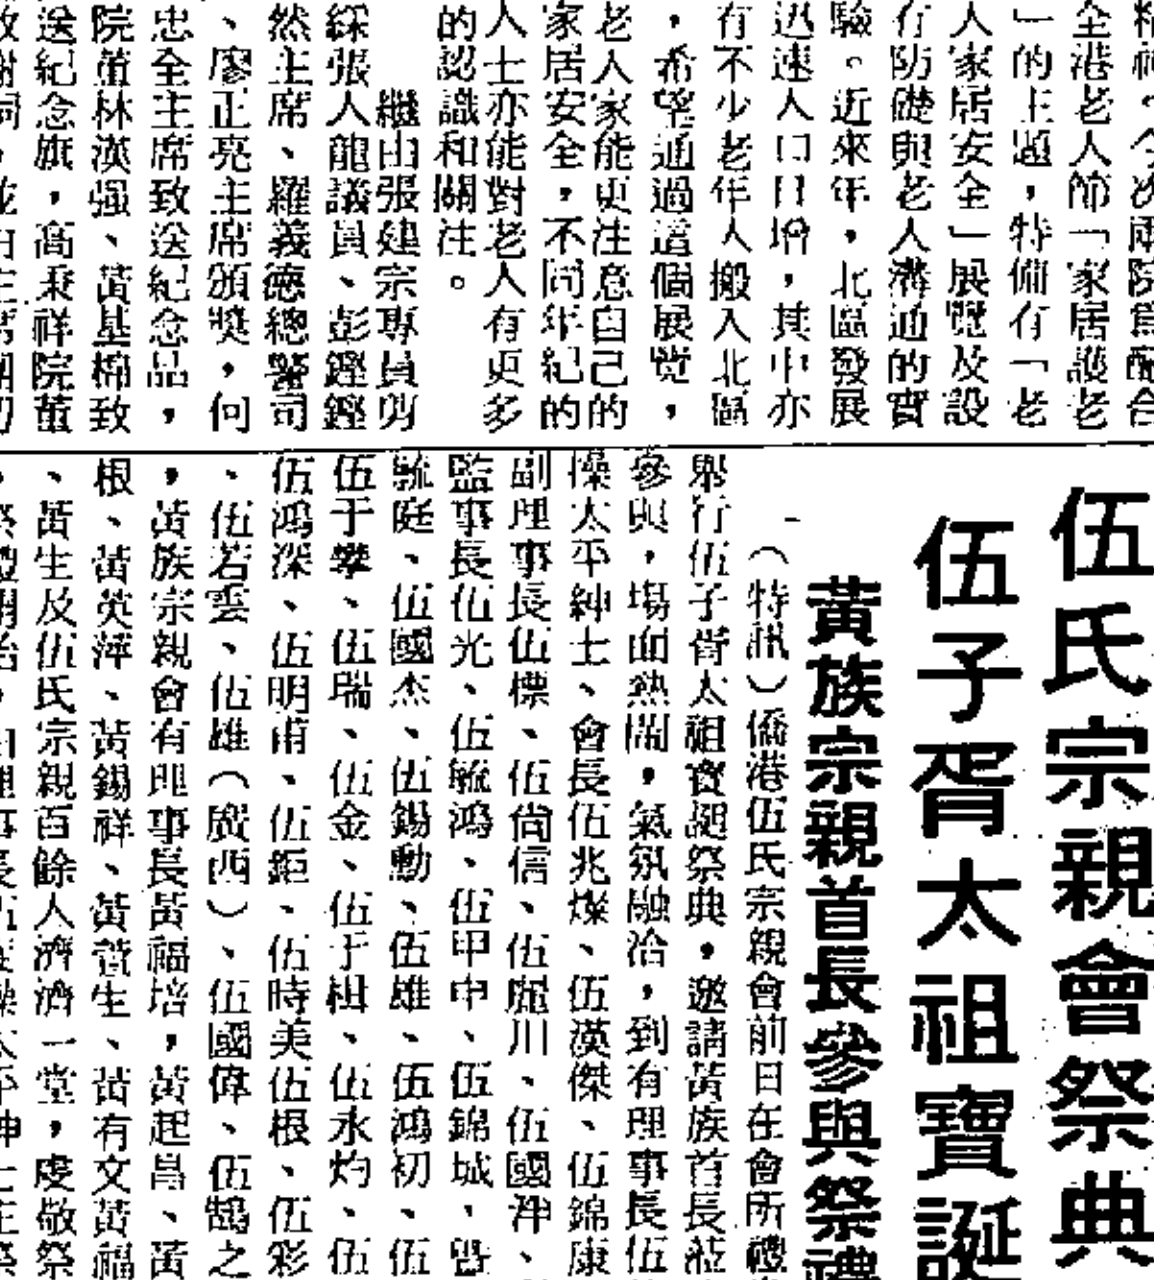 全港老人節「家居護老
」的主題，特備有「老
人家居安全」展覽及設
有防礙與老人溝通的實
驗。近來年，北區發展
迅速人口日增，其中亦
有不少老年人搬入北區
，希望通過這個展覽，
老人家能更注意自己的
家居安全，不同年紀的
人士亦能對老人有更多
的認識和關注。
繼由張建宗專員剪
綵張人龍議員、彭鏗鏗
然主席、羅義德總警司
、廖正亮主席頒獎，何
忠全主席致送紀念品，
院董林漢强、黃基棉致
送紀念旗，高秉祥院董
伍氏宗親會祭典
伍子胥太祖寶誕
黃族宗親首長參與祭禮
（特訊）僑港伍氏宗親會前日在會所禮
舉行伍子胥太祖寶誕祭典，邀請黃族首長蒞
參與，場面熱鬧，氣氛融洽，到有理事長伍
操太平紳士、會長伍兆燦、伍漢傑、伍錦康
副理事長伍標、伍尚信、伍龐川、伍國
監事長伍光、伍毓鴻、伍甲申、伍錦城，
毓庭、伍國杰、伍錫勳、伍雄、伍鴻初、伍
伍于攀、伍瑞、伍金、伍于楫、伍永灼、伍
伍鴻深、伍明甫、伍鉅、伍時美伍根、伍彩
、伍若雲、伍雄（廣西）、伍國偉、伍鵠之
，黃族宗親會有理事長黃福培，黃起昌、黃
根、黃英萍、黃錫祥、黃萱生、黃有文黃福
、黃生及伍氏宗親百餘人濟濟一堂，虔敬祭